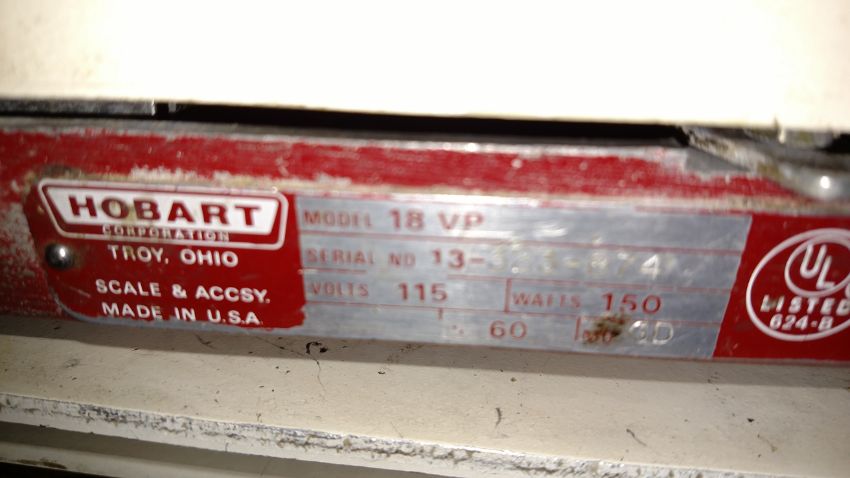 HOBART
CORPORATION
TROY, OHIO
SCALE & ACCSY.
MADE IN U.S.A
MODEL 18 VP
SERIAL NO 13-
VOLTS 115 WATTS 150
60
UL
LISTED
624-B